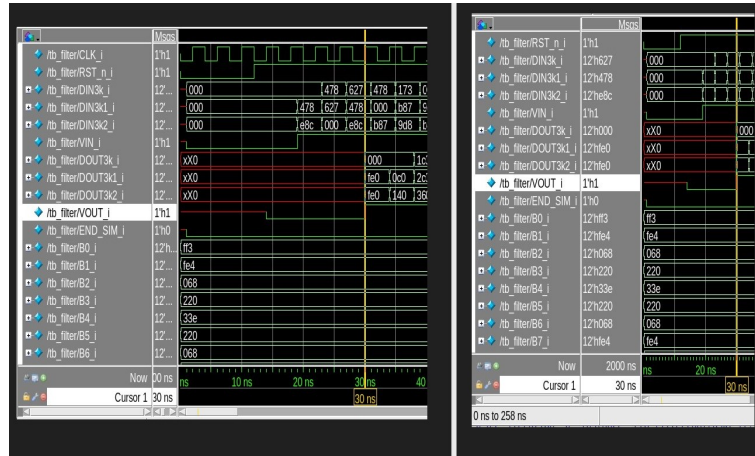 Msgs
/tb_filter/CLK_i 1'h1
/tb_filter/RST_n_i 1'h1
/tb_filter/DIN3k_i 12'... 000 478 627 478 173
/tb_filter/DIN3k1_i 12'... 000 478 627 478 000 b87
/tb_filter/DIN3k2_i 12'... 000 e8c 000 e8c b87 9d8
/tb_filter/VIN_i 1'h1
/tb_filter/DOUT3k_i 12'... xX0 000
/tb_filter/DOUT3k1_i 12'... xX0 fe0 0c0
/tb_filter/DOUT3k2_i 12'... xX0 fe0 140
/tb_filter/VOUT_i 1'h1
/tb_filter/END_SIM_i 1'h0
/tb_filter/B0_i 12'h... ff3
/tb_filter/B1_i 12'... fe4
/tb_filter/B2_i 12'... 068
/tb_filter/B3_i 12'... 220
/tb_filter/B4_i 12'... 33e
/tb_filter/B5_i 12'... 220
/tb_filter/B6_i 12'... 068
Now 00 ns ns 10 ns 20 ns 30 ns 40
Cursor 1 30 ns 30 ns
Msgs
/tb_filter/RST_n_i 1'h1
/tb_filter/DIN3k_i 12'h627 000
/tb_filter/DIN3k1_i 12'h478 000
/tb_filter/DIN3k2_i 12'he8c 000
/tb_filter/VIN_i 1'h1
/tb_filter/DOUT3k_i 12'h000 xX0 000
/tb_filter/DOUT3k1_i 12'hfe0 xX0
/tb_filter/DOUT3k2_i 12'hfe0 xX0
/tb_filter/VOUT_i 1'h1
/tb_filter/END_SIM_i 1'h0
/tb_filter/B0_i 12'hff3 ff3
/tb_filter/B1_i 12'hfe4 fe4
/tb_filter/B2_i 12'h068 068
/tb_filter/B3_i 12'h220 220
/tb_filter/B4_i 12'h33e 33e
/tb_filter/B5_i 12'h220 220
/tb_filter/B6_i 12'h068 068
/tb_filter/B7_i 12'hfe4 fe4
Now 2000 ns ns 20 ns
Cursor 1 30 ns 30 ns
0 ns to 258 ns